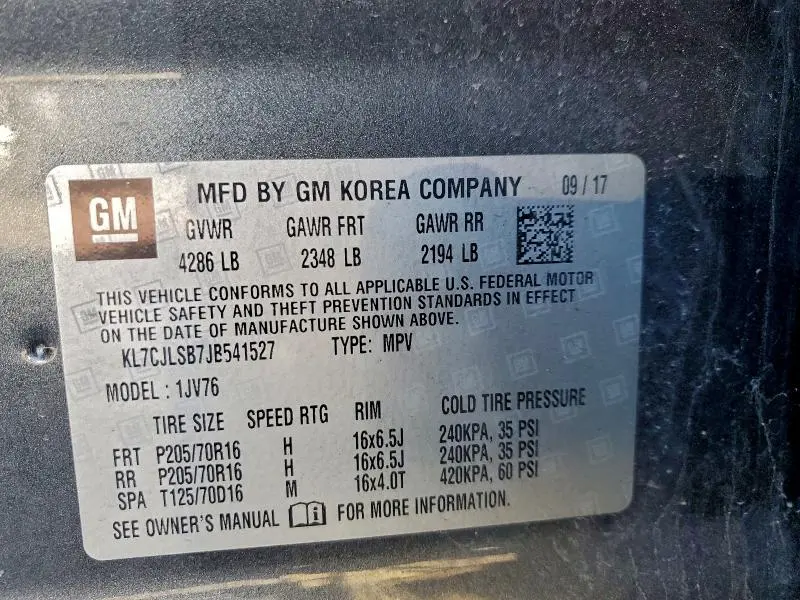 GM
MFD BY GM KOREA COMPANY 09 / 17
GVWR GAWR FRT GAWR RR
4286 LB 2348 LB 2194 LB
THIS VEHICLE CONFORMS TO ALL APPLICABLE U.S. FEDERAL MOTOR
VEHICLE SAFETY AND THEFT PREVENTION STANDARDS IN EFFECT
ON THE DATE OF MANUFACTURE SHOWN ABOVE.
KL7CJLSB7JB541527 TYPE: MPV
MODEL : 1JV76
TIRE SIZE SPEED RTG RIM COLD TIRE PRESSURE
FRT P205/70R16 H 16x6.5J 240KPA, 35 PSI
RR P205/70R16 H 16x6.5J 240KPA, 35 PSI
SPA T125/70D16 M 16x4.0T 420KPA, 60 PSI
SEE OWNER'S MANUAL i FOR MORE INFORMATION.